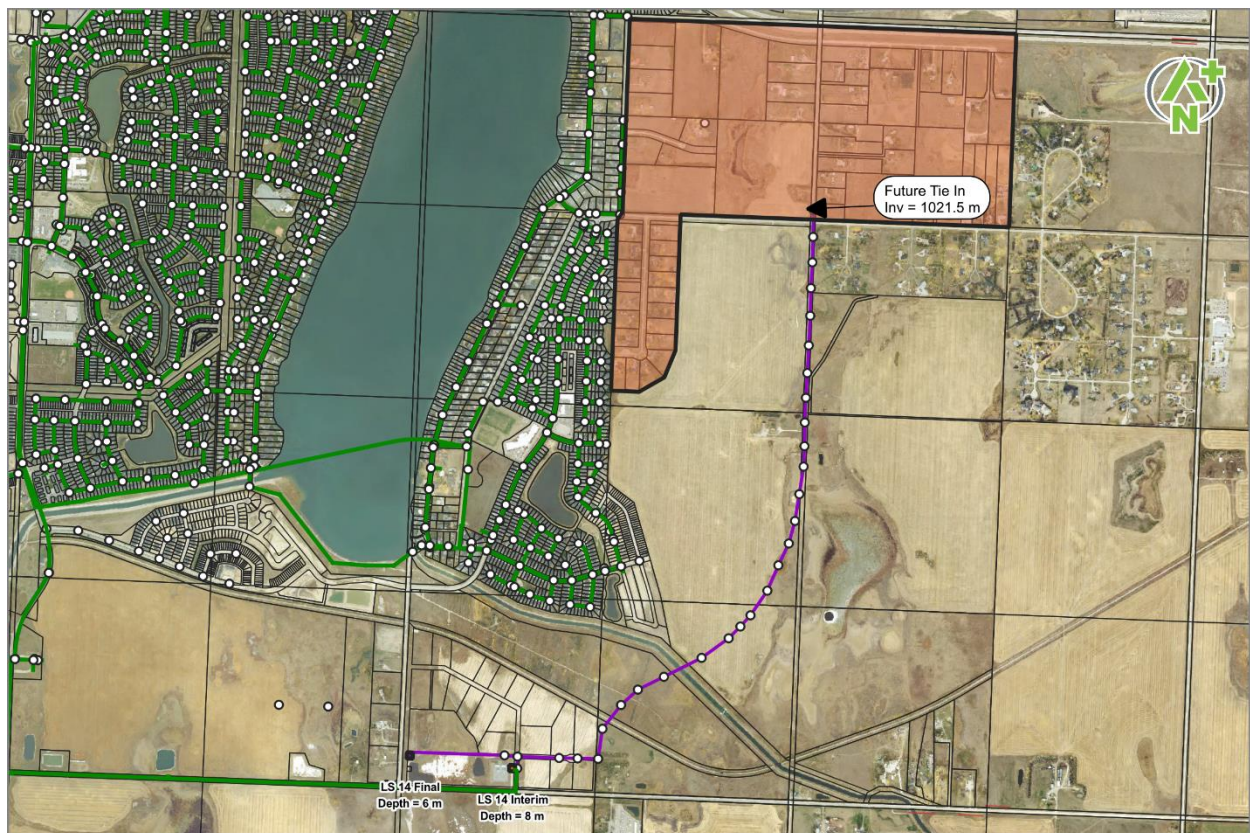 N
Future Tie In
Inv = 1021.5 m
LS 14 Final
Depth = 6 m
LS 14 Interim
Depth = 8 m